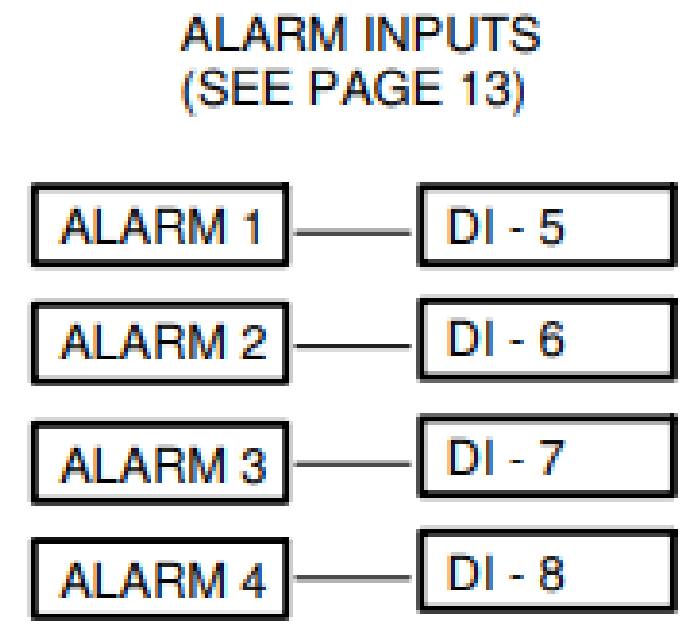 ALARM INPUTS
(SEE PAGE 13)
ALARM 1 DI - 5
ALARM 2 DI - 6
ALARM 3 DI - 7
ALARM 4 DI - 8